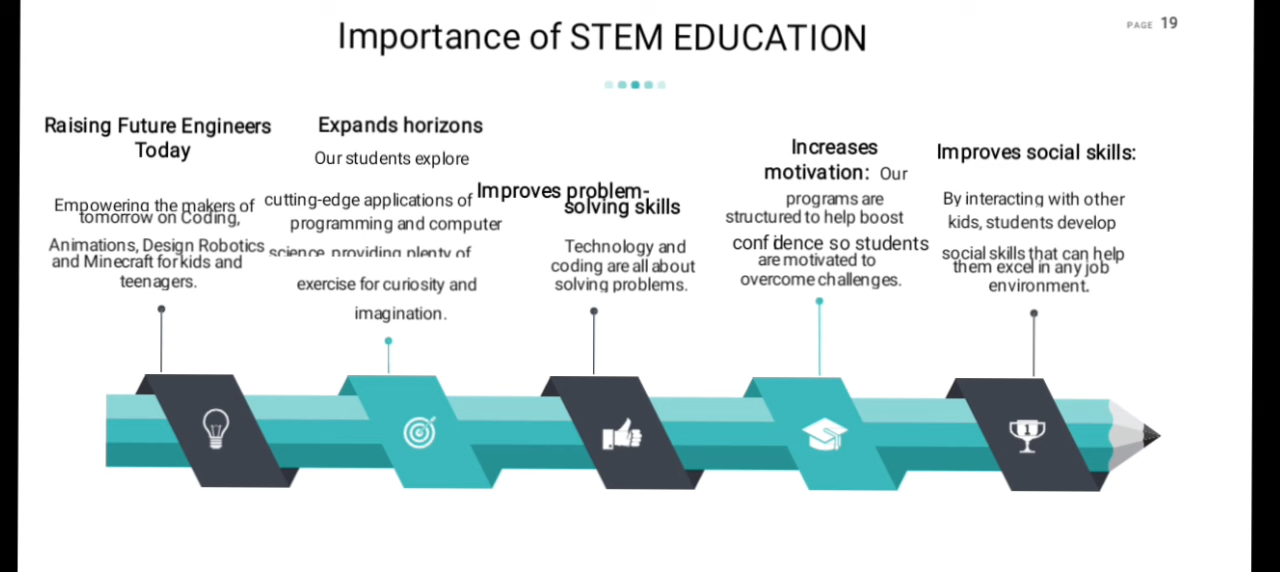 Importance of STEM EDUCATION
PAGE 19
Raising Future Engineers
Today
Empowering the makers of
tomorrow on Coding,
Animations, Design Robotics
and Minecraft for kids and
teenagers.
Expands horizons
Our students explore
cutting-edge applications of
programming and computer
science providing plenty of
exercise for curiosity and
imagination.
Improves problem-
solving skills
Technology and
coding are all about
solving problems.
Increases
motivation: Our
programs are
structured to help boost
confidence so students
are motivated to
overcome challenges.
Improves social skills:
By interacting with other
kids, students develop
social skills that can help
them excel in any job
environment.
1